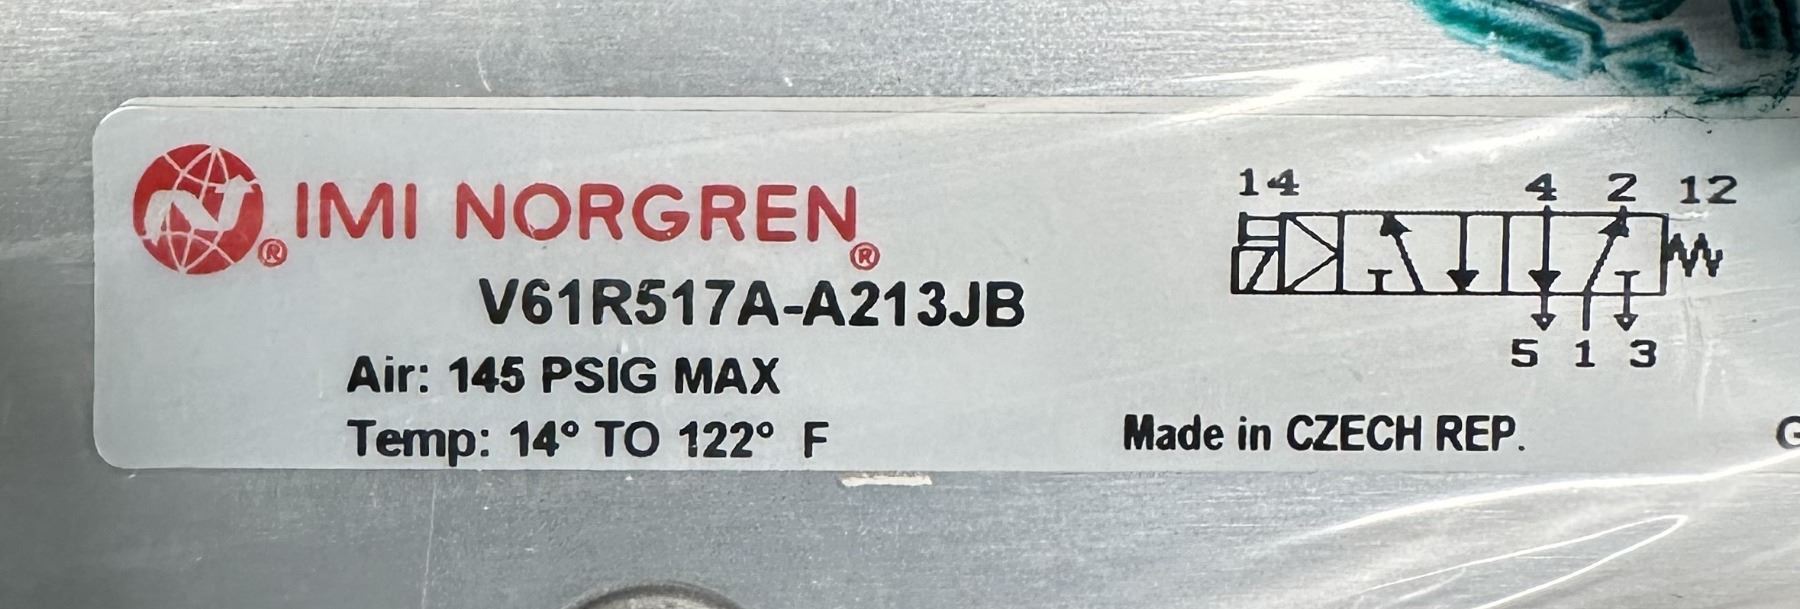 IMI NORGREN®
V61R517A-A213JB
Air: 145 PSIG MAX
Temp: 14° TO 122° F
14 4 2 12
5 1 3
Made in CZECH REP.